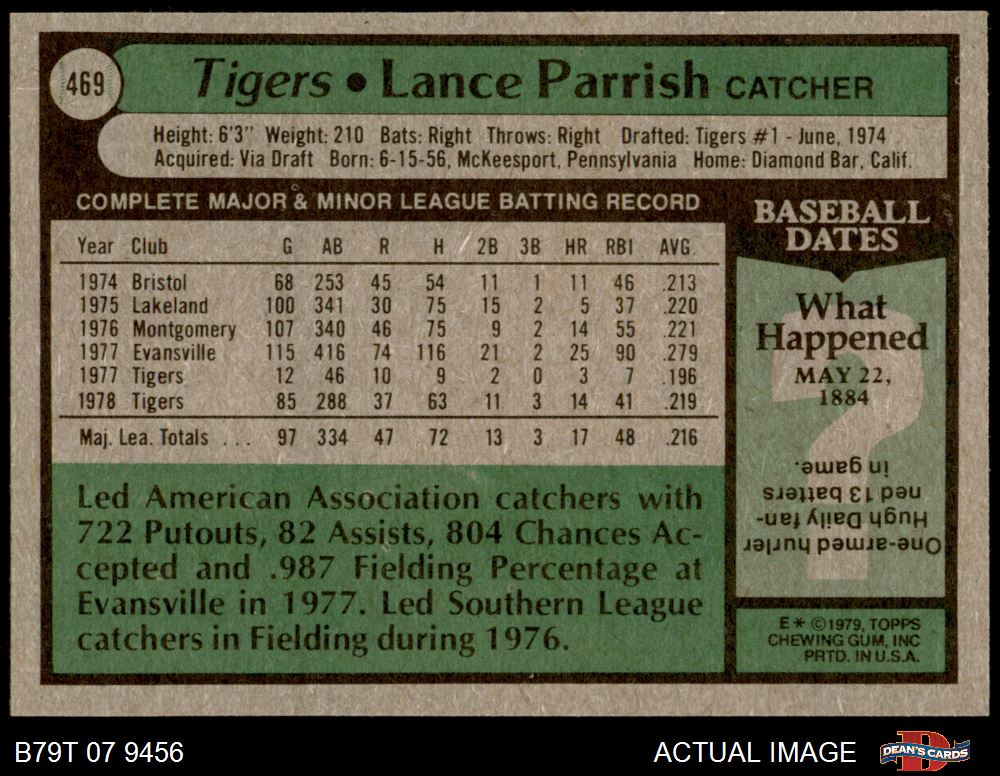 469
Tigers • Lance Parrish CATCHER
Height: 6'3" Weight: 210 Bats: Right Throws: Right Drafted: Tigers #1 - June, 1974
Acquired: Via Draft Born: 6-15-56, McKeesport, Pennsylvania Home: Diamond Bar, Calif.
COMPLETE MAJOR & MINOR LEAGUE BATTING RECORD
Year Club G AB R H 2B 3B HR RBI AVG.
1974 Bristol 68 253 45 54 11 1 11 46 .213
1975 Lakeland 100 341 30 75 15 2 5 37 .220
1976 Montgomery 107 340 46 75 9 2 14 55 .221
1977 Evansville 115 416 74 116 21 2 25 90 .279
1977 Tigers 12 46 10 9 2 0 3 7 .196
1978 Tigers 85 288 37 63 11 3 14 41 .219
Maj. Lea. Totals ... 97 334 47 72 13 3 17 48 .216
Led American Association catchers with
722 Putouts, 82 Assists, 804 Chances Ac-
cepted and .987 Fielding Percentage at
Evansville in 1977. Led Southern League
catchers in Fielding during 1976.
BASEBALL
DATES
What
Happened
MAY 22,
1884
One-armed hurler
Hugh Daily fan-
ned 13 batters
in game.
E* ©1979, TOPPS
CHEWING GUM, INC
PRTD. IN U.S.A.
B79T 07 9456
ACTUAL IMAGE
DEAN'S CARDS